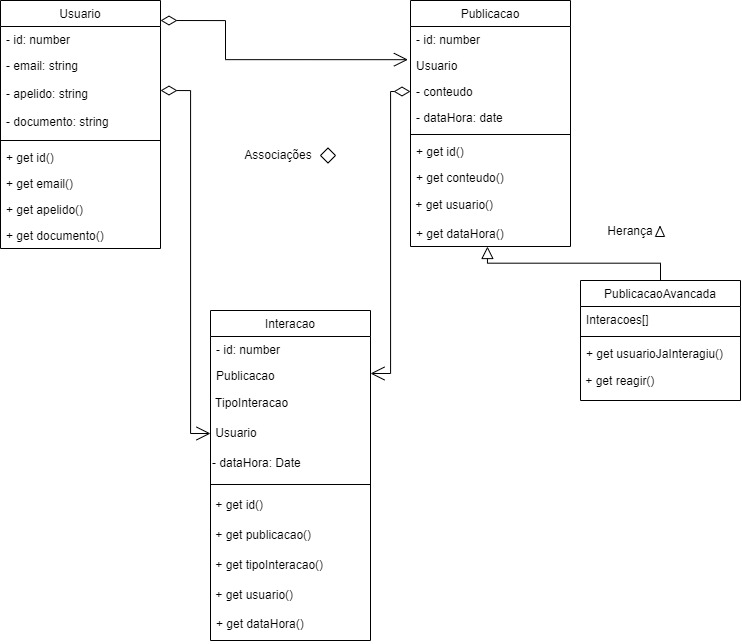 Usuario
- id: number
- email: string
- apelido: string
- documento: string
+ get id()
+ get email()
+ get apelido()
+ get documento()
Publicacao
- id: number
Usuario
- conteudo
- dataHora: date
+ get id()
+ get conteudo()
+ get usuario()
+ get dataHora()
Associações
Herança
PublicacaoAvancada
Interacoes[]
+ get usuarioJaInteragiu()
+ get reagir()
Interacao
- id: number
Publicacao
TipoInteracao
Usuario
- dataHora: Date
+ get id()
+ get publicacao()
+ get tipoInteracao()
+ get usuario()
+ get dataHora()